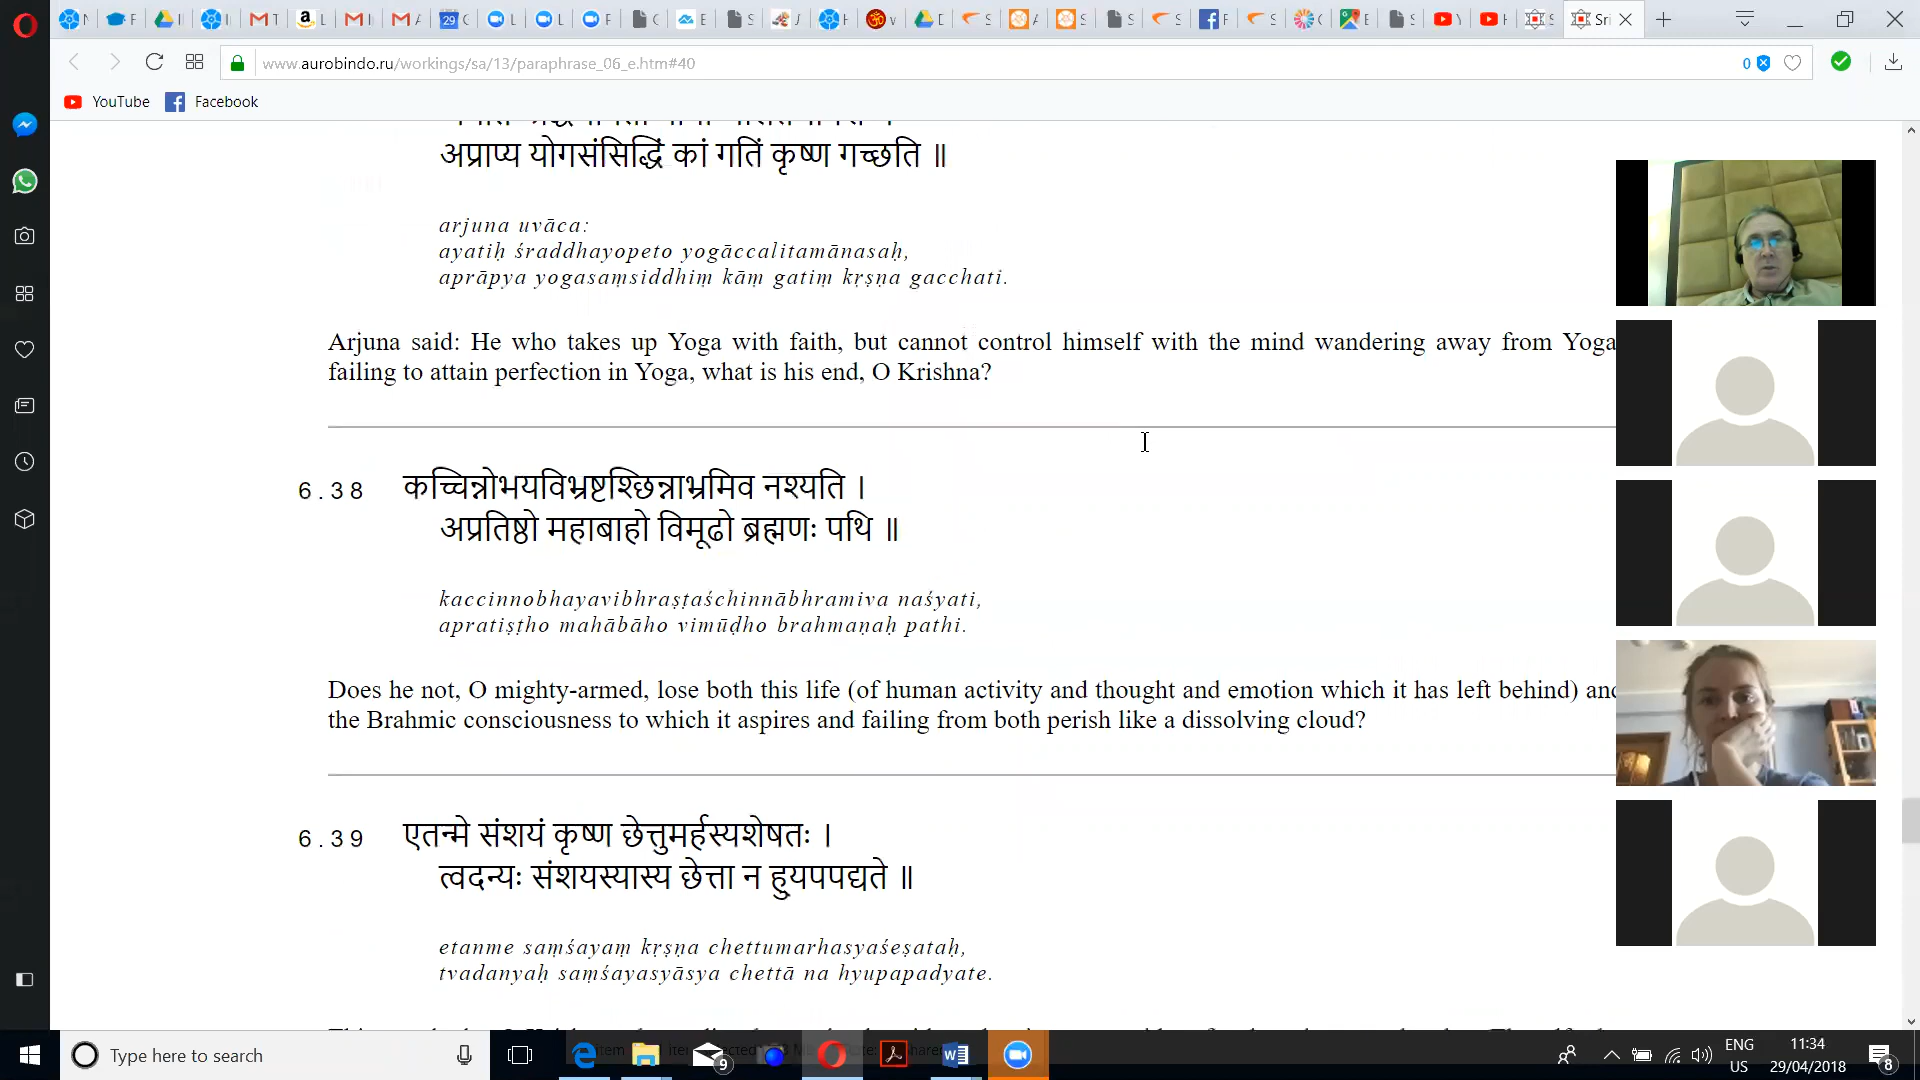 Sri
www.aurobindo.ru/workings/sa/13/paraphrase_06_e.htm#40
0
YouTube
Facebook
अप्राप्य योगसंसिद्धिं कां गतिं कृष्ण गच्छति ॥
arjuna uvāca:
ayatiḥ śraddhayopeto yogāccalitamānasaḥ,
aprāpya yogasaṃsiddhiṃ kāṃ gatiṃ kṛṣṇa gacchati.
Arjuna said: He who takes up Yoga with faith, but cannot control himself with the mind wandering away from Yoga
failing to attain perfection in Yoga, what is his end, O Krishna?
6.38 कच्चिन्नोभयविभ्रष्टश्छिन्नाभ्रमिव नश्यति ।
अप्रतिष्ठो महाबाहो विमूढो ब्रह्मणः पथि ॥
kaccinnobhayavibhraṣṭaśchinnābhramiva naśyati,
apratiṣṭho mahābāho vimūḍho brahmaṇaḥ pathi.
Does he not, O mighty-armed, lose both this life (of human activity and thought and emotion which it has left behind) and
the Brahmic consciousness to which it aspires and failing from both perish like a dissolving cloud?
6.39 एतन्मे संशयं कृष्ण छेत्तुमर्हस्यशेषतः ।
त्वदन्यः संशयस्यास्य छेत्ता न ह्युपपद्यते ॥
etanme saṃśayaṃ kṛṣṇa chettumarhasyaśeṣataḥ,
tvadanyaḥ saṃśayasyāsya chettā na hyupapadyate.
Type here to search
9
ENG
US
11:34
29/04/2018
8